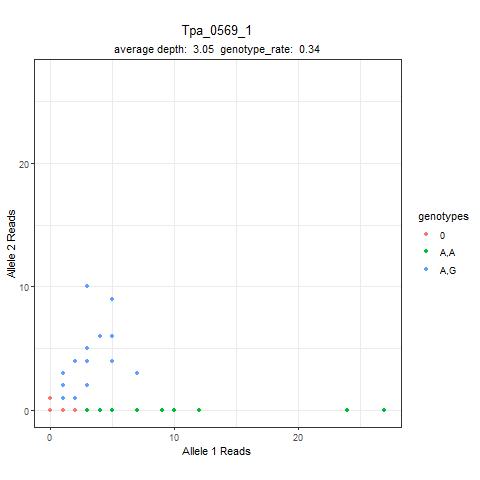 Tpa_0569_1
average depth: 3.05 genotype_rate: 0.34
Allele 2 Reads
20
10
0
0 10 20
Allele 1 Reads
genotypes
0
A,A
A,G